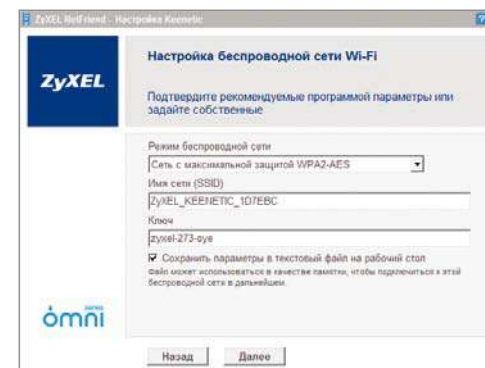 ZyXEL NetFriend - Настройка Keenetic
ZyXEL
Настройка беспроводной сети Wi-Fi
Подтвердите рекомендуемые программой параметры или
задайте собственные
Режим беспроводной сети
Сеть с максимальной защитой WPA2-AES
Имя сети (SSID)
ZyXEL_KEENETIC_1D7EBC
Ключ
zyxel-273-oye
Сохранить параметры в текстовый файл на рабочий стол
Файл может использоваться в качестве памятки, чтобы подключиться к этой
беспроводной сети в дальнейшем.
omni
series
Назад
Далее